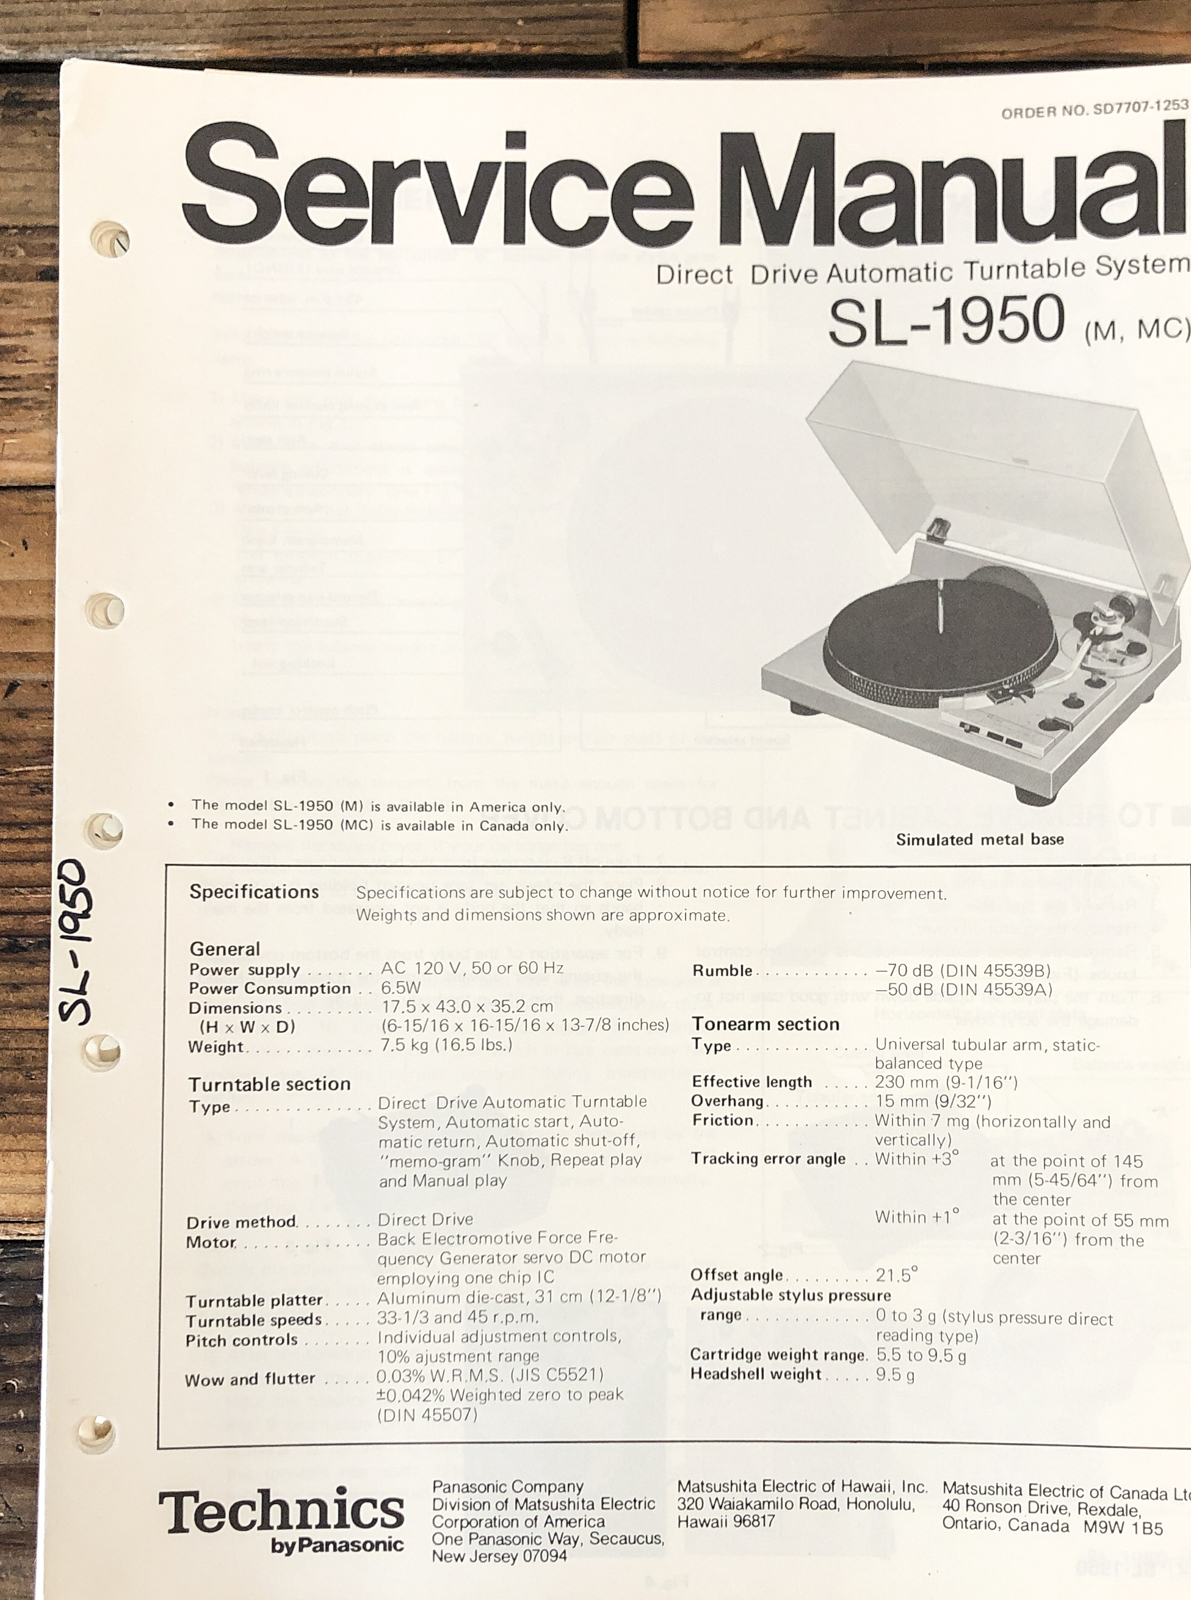 ORDER NO. SD7707-1253
Service Manual
Direct Drive Automatic Turntable System
SL-1950 (M, MC)
• The model SL-1950 (M) is available in America only.
• The model SL-1950 (MC) is available in Canada only.
Simulated metal base
SL-1950
Specifications Specifications are subject to change without notice for further improvement.
Weights and dimensions shown are approximate.
General
Power supply ....... AC 120 V, 50 or 60 Hz
Power Consumption .. 6.5W
Dimensions ......... 17.5 x 43.0 x 35.2 cm
(H x W x D) (6-15/16 x 16-15/16 x 13-7/8 inches)
Weight............. 7.5 kg (16.5 lbs.)
Turntable section
Type .............. Direct Drive Automatic Turntable
System, Automatic start, Auto-
matic return, Automatic shut-off,
"memo-gram" Knob, Repeat play
and Manual play
Drive method........ Direct Drive
Motor.............. Back Electromotive Force Fre-
quency Generator servo DC motor
employing one chip IC
Turntable platter..... Aluminum die-cast, 31 cm (12-1/8")
Turntable speeds..... 33-1/3 and 45 r.p.m.
Pitch controls ....... Individual adjustment controls,
10% ajustment range
Wow and flutter ..... 0.03% W.R.M.S. (JIS C5521)
±0.042% Weighted zero to peak
(DIN 45507)
Rumble............ −70 dB (DIN 45539B)
−50 dB (DIN 45539A)
Tonearm section
Type .............. Universal tubular arm, static-
balanced type
Effective length ..... 230 mm (9-1/16")
Overhang........... 15 mm (9/32")
Friction............ Within 7 mg (horizontally and
vertically)
Tracking error angle .. Within +3° at the point of 145
mm (5-45/64") from
the center
Within +1° at the point of 55 mm
(2-3/16") from the
center
Offset angle......... 21.5°
Adjustable stylus pressure
range ............. 0 to 3 g (stylus pressure direct
reading type)
Cartridge weight range. 5.5 to 9.5 g
Headshell weight..... 9.5 g
Technics
by Panasonic
Panasonic Company
Division of Matsushita Electric
Corporation of America
One Panasonic Way, Secaucus,
New Jersey 07094
Matsushita Electric of Hawaii, Inc.
320 Waiakamilo Road, Honolulu,
Hawaii 96817
Matsushita Electric of Canada Ltd
40 Ronson Drive, Rexdale,
Ontario, Canada M9W 1B5